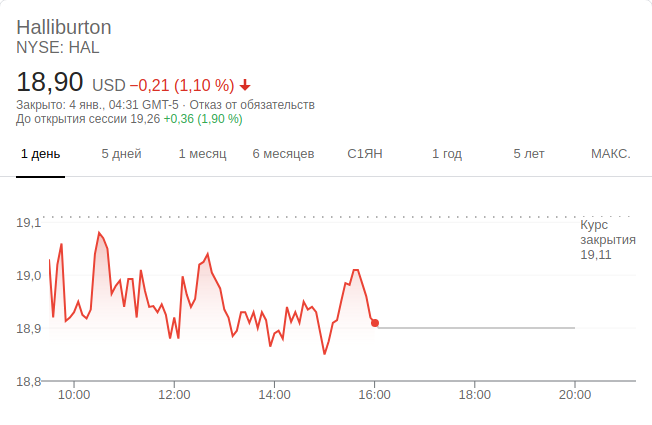 Halliburton
NYSE: HAL
18,90 USD −0,21 (1,10 %)
Закрыто: 4 янв., 04:31 GMT-5 · Отказ от обязательств
До открытия сессии 19,26 +0,36 (1,90 %)
1 день 5 дней 1 месяц 6 месяцев С1ЯН 1 год 5 лет МАКС.
19,1
Курс
закрытия
19,11
19,0
18,9
18,8
10:00 12:00 14:00 16:00 18:00 20:00